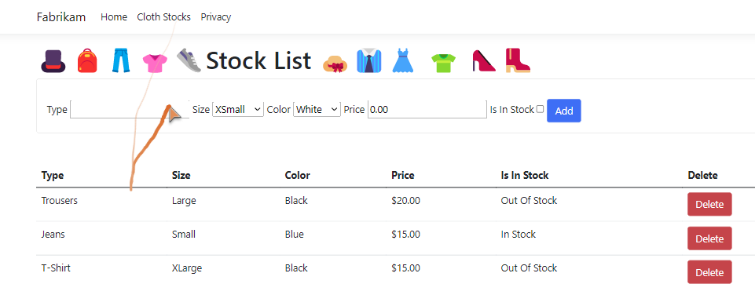 Fabrikam Home Cloth Stocks Privacy
Stock List
Type Size XSmall Color White Price 0.00 Is In Stock Add
Type Size Color Price Is In Stock Delete
Trousers Large Black $20.00 Out Of Stock Delete
Jeans Small Blue $15.00 In Stock Delete
T-Shirt XLarge Black $15.00 Out Of Stock Delete